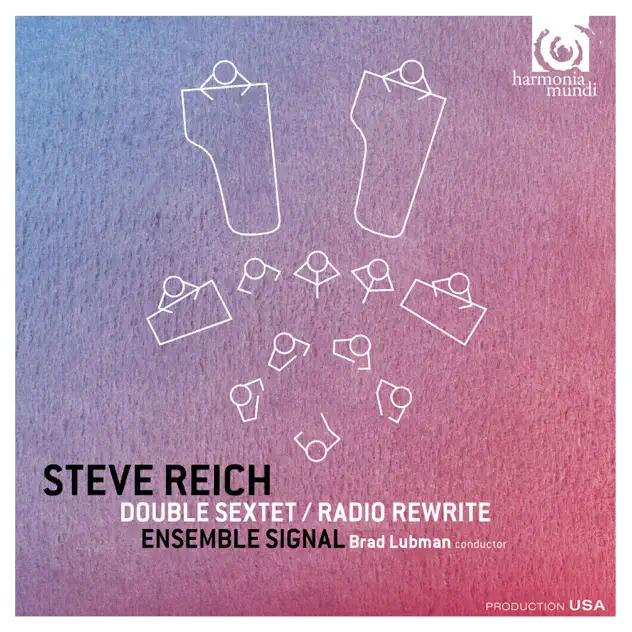 harmonia
mundi
STEVE REICH
DOUBLE SEXTET / RADIO REWRITE
ENSEMBLE SIGNAL Brad Lubman conductor
PRODUCTION USA